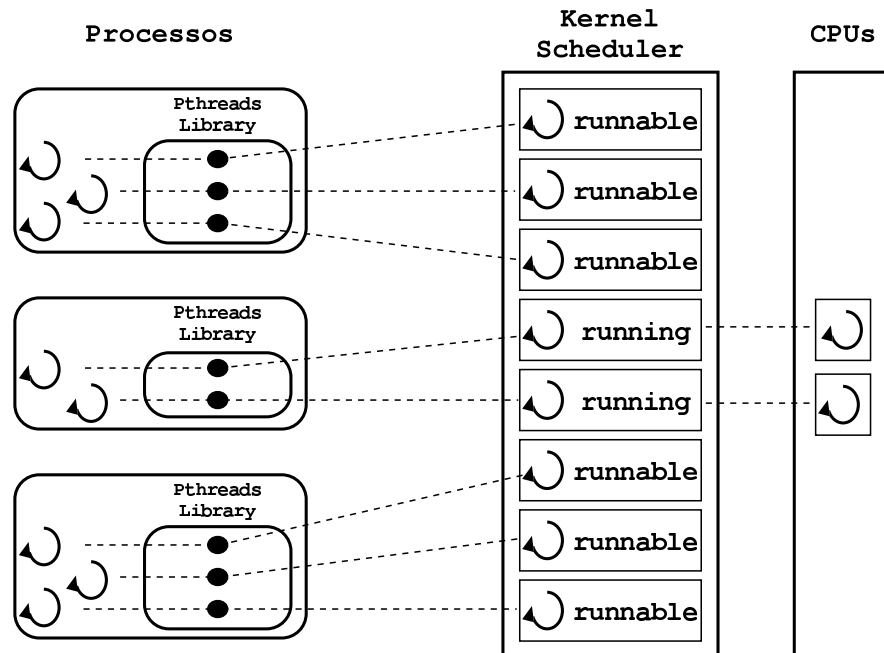 Processos
Kernel
Scheduler
CPUs
Pthreads
Library
runnable
runnable
runnable
Pthreads
Library
running
running
Pthreads
Library
runnable
runnable
runnable